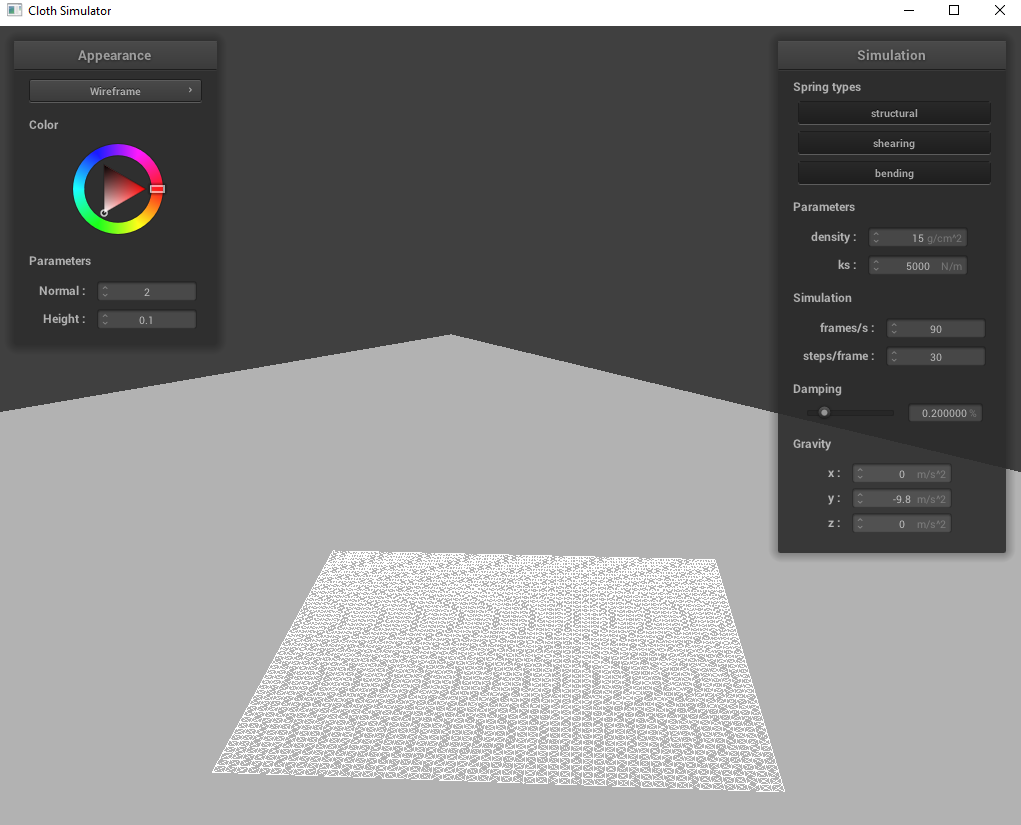 Cloth Simulator
Appearance
Wireframe
Color
Parameters
Normal : 2
Height : 0.1
Simulation
Spring types
structural
shearing
bending
Parameters
density : 15 g/cm^2
ks : 5000 N/m
Simulation
frames/s : 90
steps/frame : 30
Damping
0.200000 %
Gravity
x : 0 m/s^2
y : -9.8 m/s^2
z : 0 m/s^2